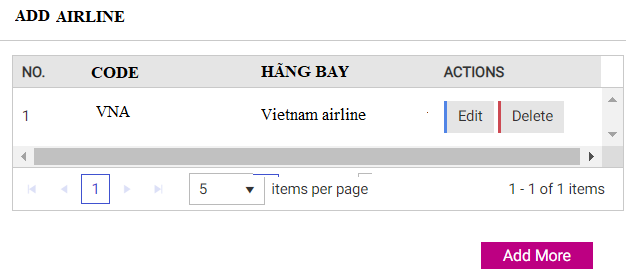 ADD AIRLINE
NO. CODE HÃNG BAY ACTIONS
1 VNA Vietnam airline Edit Delete
1 5 items per page 1 - 1 of 1 items
Add More